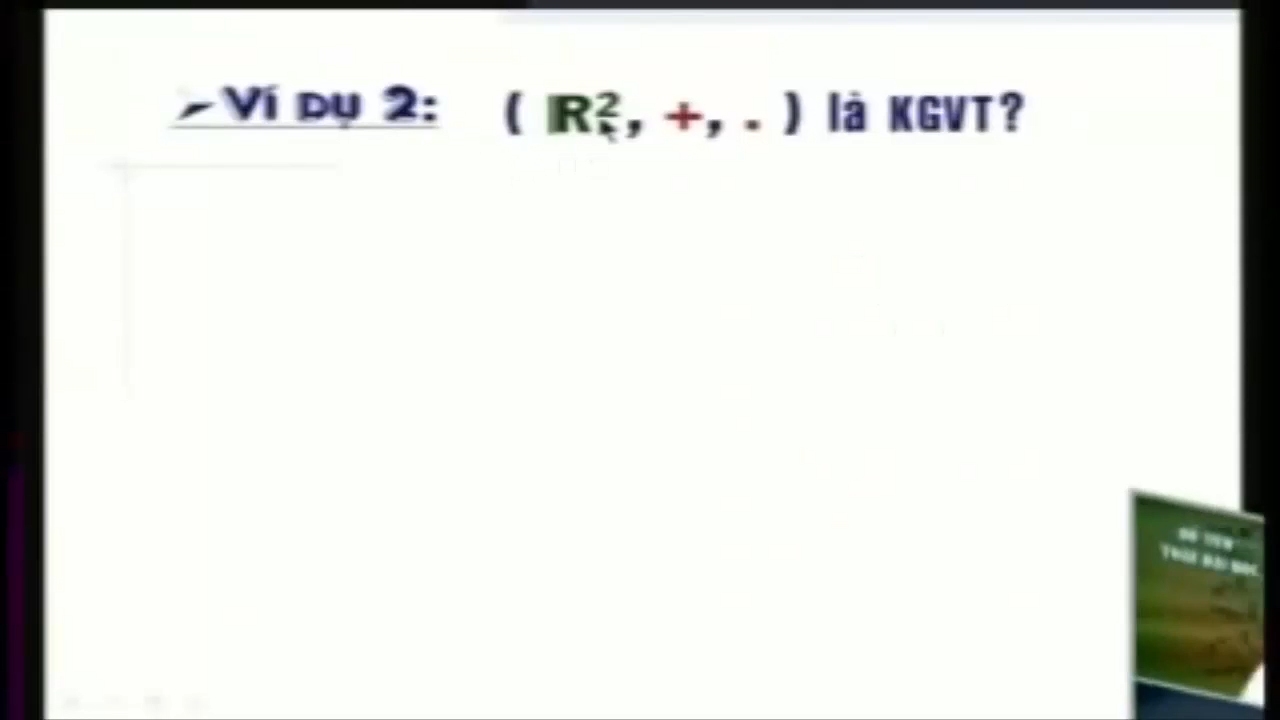 ➢Ví Dụ 2: ( R², +, . ) là KGVT?